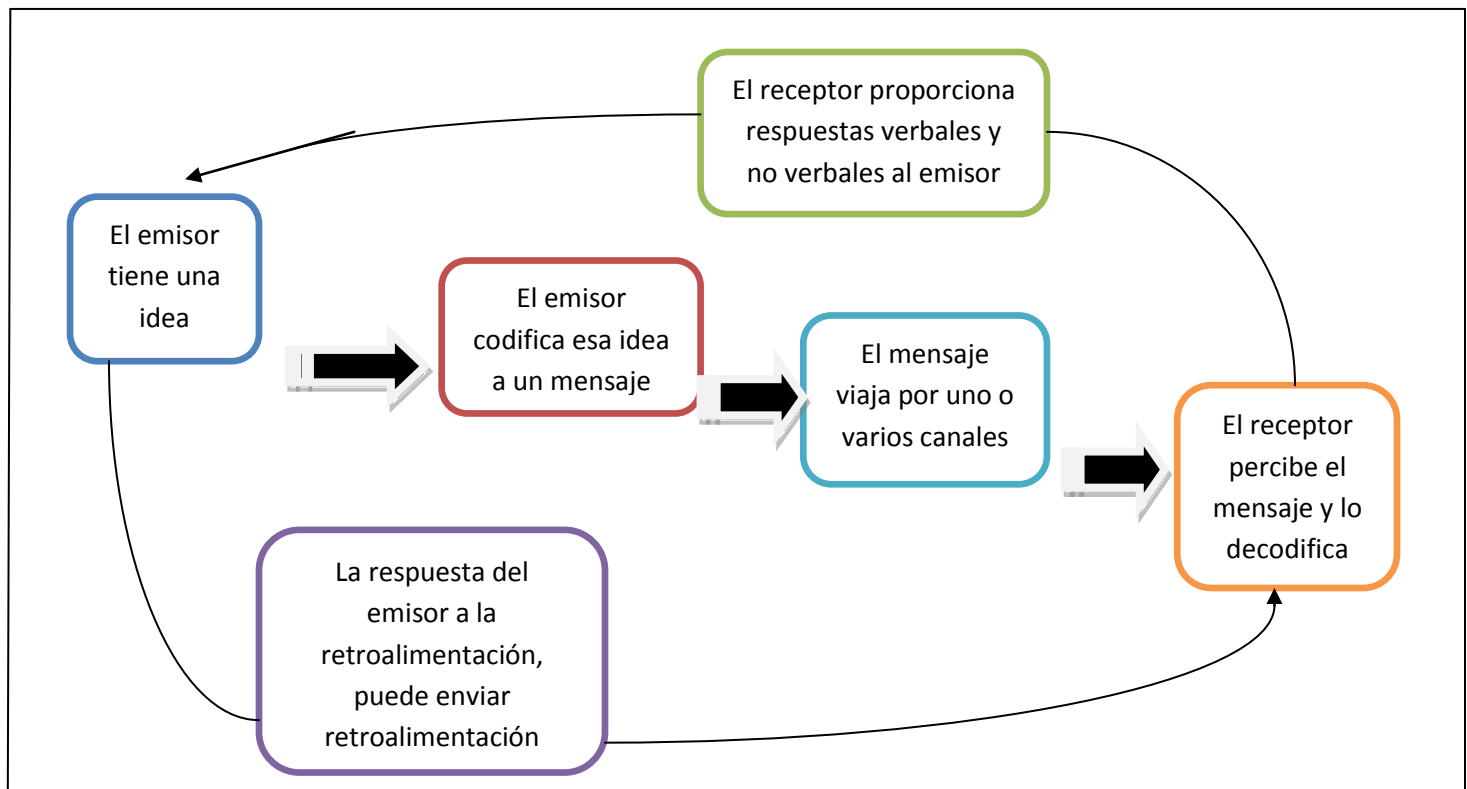 El receptor proporciona
respuestas verbales y
no verbales al emisor
El emisor
tiene una
idea
El emisor
codifica esa idea
a un mensaje
El mensaje
viaja por uno o
varios canales
El receptor
percibe el
mensaje y lo
decodifica
La respuesta del
emisor a la
retroalimentación,
puede enviar
retroalimentación